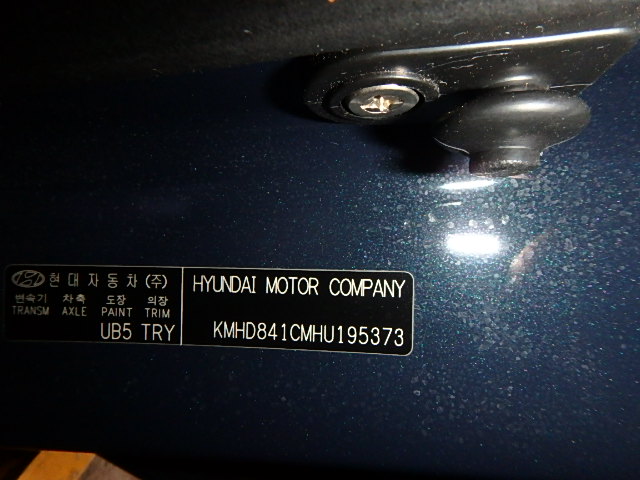 현대자동차(주)
변속기 차축 도장 의장
TRANSM AXLE PAINT TRIM
UB5 TRY
HYUNDAI MOTOR COMPANY
KMHD841CMHU195373